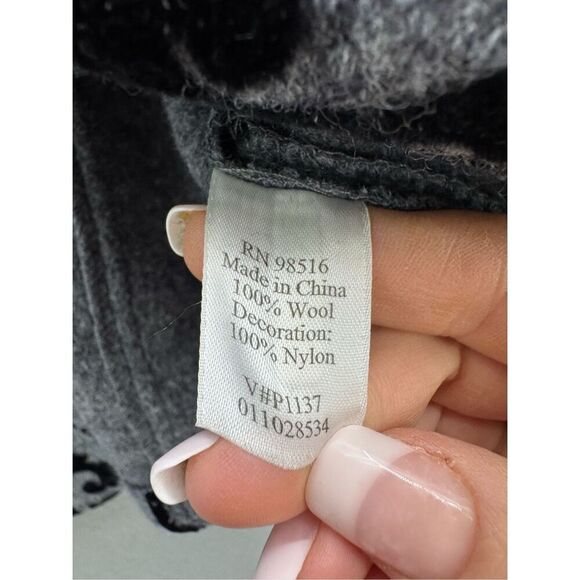 RN 98516
Made in China
100% Wool
Decoration:
100% Nylon
V#P1137
011028534